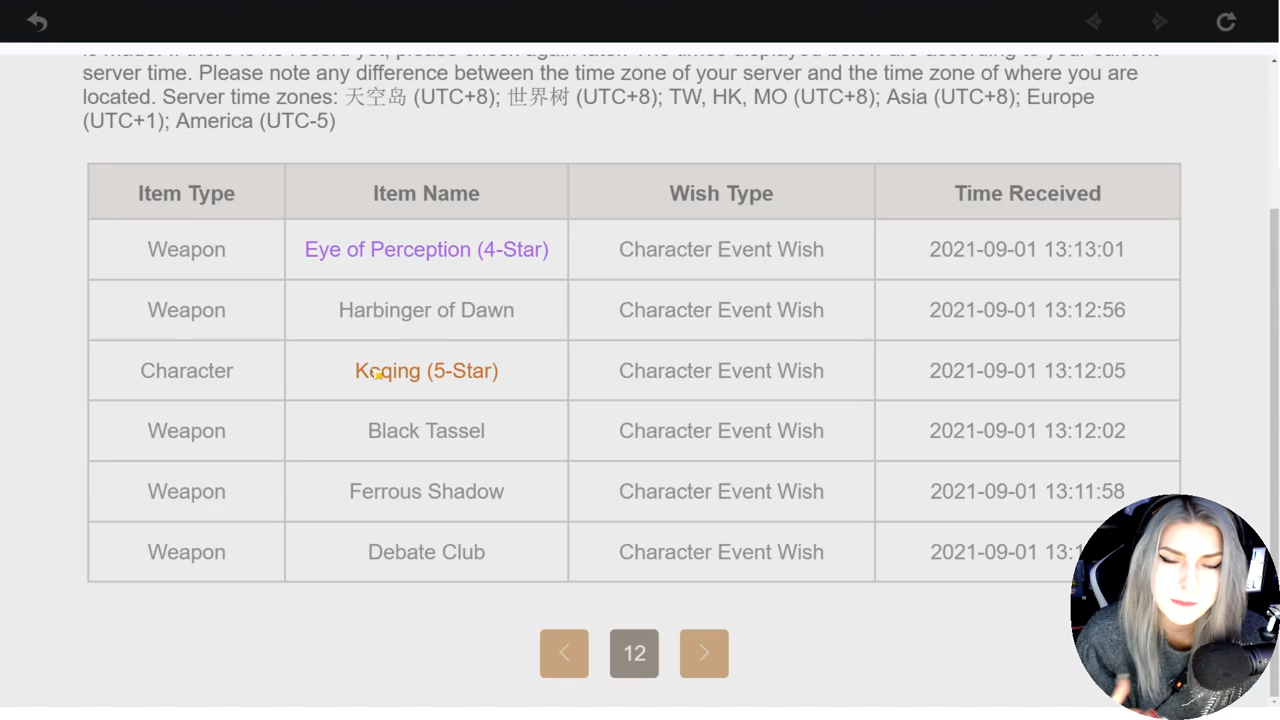 server time. Please note any difference between the time zone of your server and the time zone of where you are
located. Server time zones: 天空岛 (UTC+8); 世界树 (UTC+8); TW, HK, MO (UTC+8); Asia (UTC+8); Europe
(UTC+1); America (UTC-5)
Item Type Item Name Wish Type Time Received
Weapon Eye of Perception (4-Star) Character Event Wish 2021-09-01 13:13:01
Weapon Harbinger of Dawn Character Event Wish 2021-09-01 13:12:56
Character Keqing (5-Star) Character Event Wish 2021-09-01 13:12:05
Weapon Black Tassel Character Event Wish 2021-09-01 13:12:02
Weapon Ferrous Shadow Character Event Wish 2021-09-01 13:11:58
Weapon Debate Club Character Event Wish 2021-09-01
12